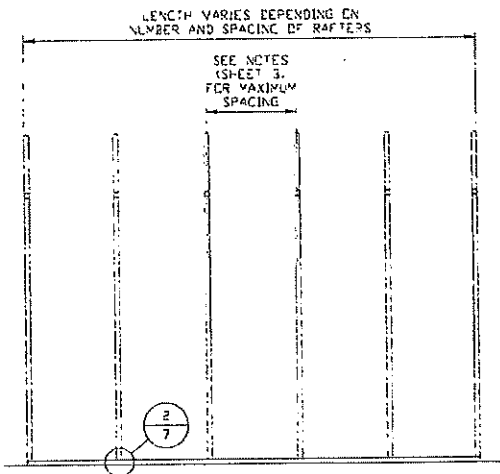 LENGTH VARIES DEPENDING ON
NUMBER AND SPACING OF RAFTERS
SEE NOTES
(SHEET 3,
FOR MAXIMUM
SPACING
2
7